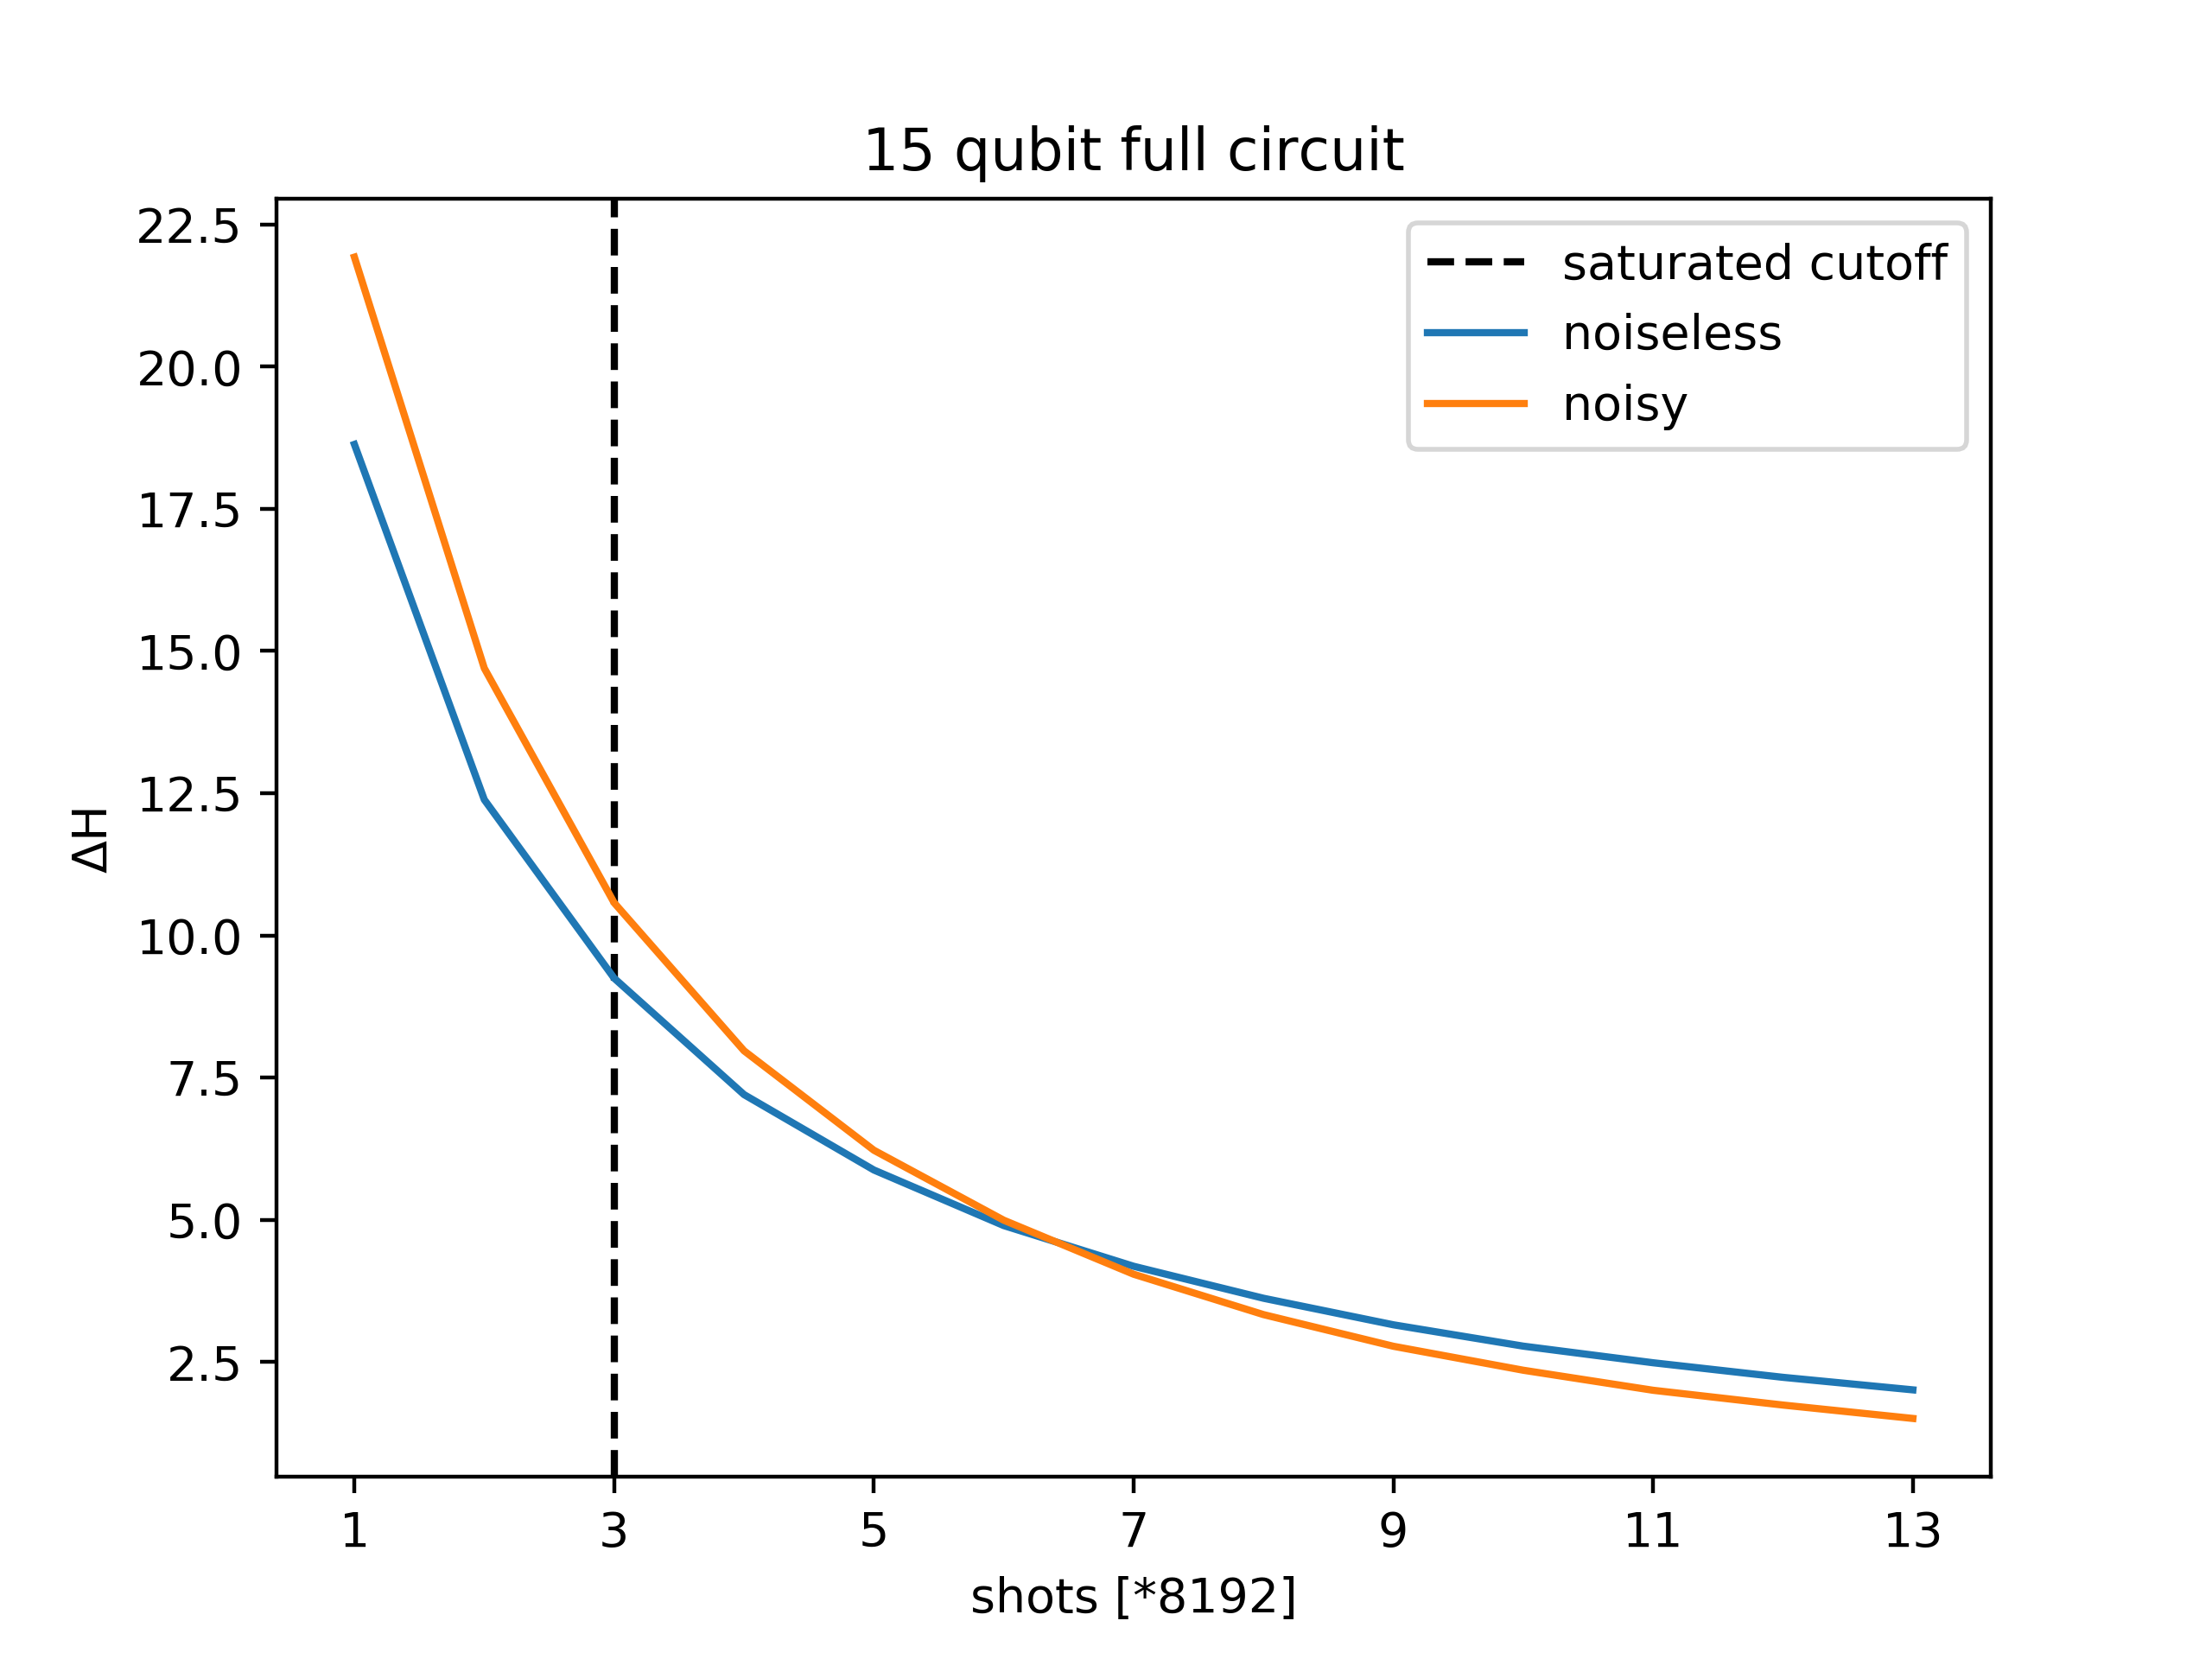 15 qubit full circuit
22.5
20.0
17.5
15.0
12.5
10.0
7.5
5.0
2.5
ΔH
saturated cutoff
noiseless
noisy
1 3 5 7 9 11 13
shots [*8192]